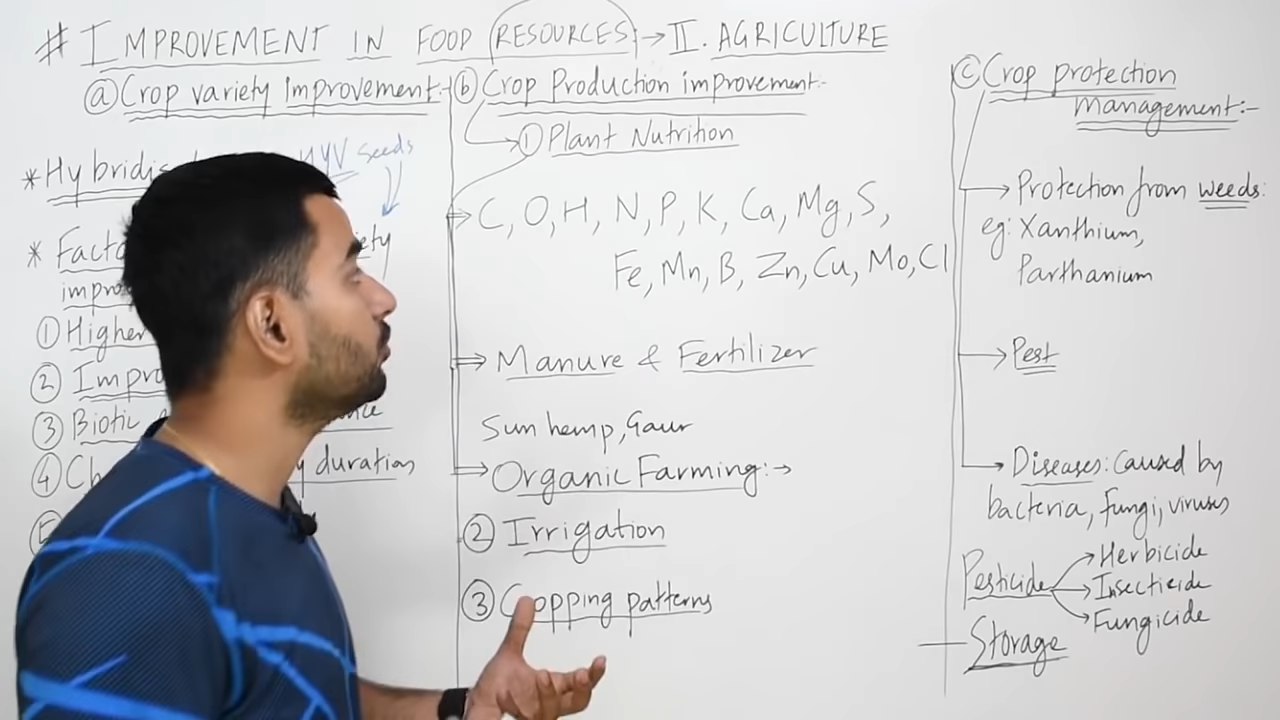 # IMPROVEMENT IN FOOD RESOURCES → II. AGRICULTURE
ⓐ Crop variety improvement:-
* Hybridis
HYV Seeds
* Facto
iety
impro
① Higher
② Impro
③ Biotic
nce
④ Ch
y duration
⑤
ⓑ Crop Production improvement:-
→ ① Plant Nutrition
→ C, O, H, N, P, K, Ca, Mg, S,
Fe, Mn, B, Zn, Cu, Mo, Cl
⇒ Manure & Fertilizer
Sun hemp, Gaur
⇒ Organic Farming:→
② Irrigation
③ Cropping patterns
ⓒ Crop protection
management:-
→ Protection from weeds:
eg: Xanthium,
Parthanium
→ Pest
→ Diseases: caused by
bacteria, fungi, viruses
Pesticide → Herbicide
→ Insecticide
→ Fungicide
Storage